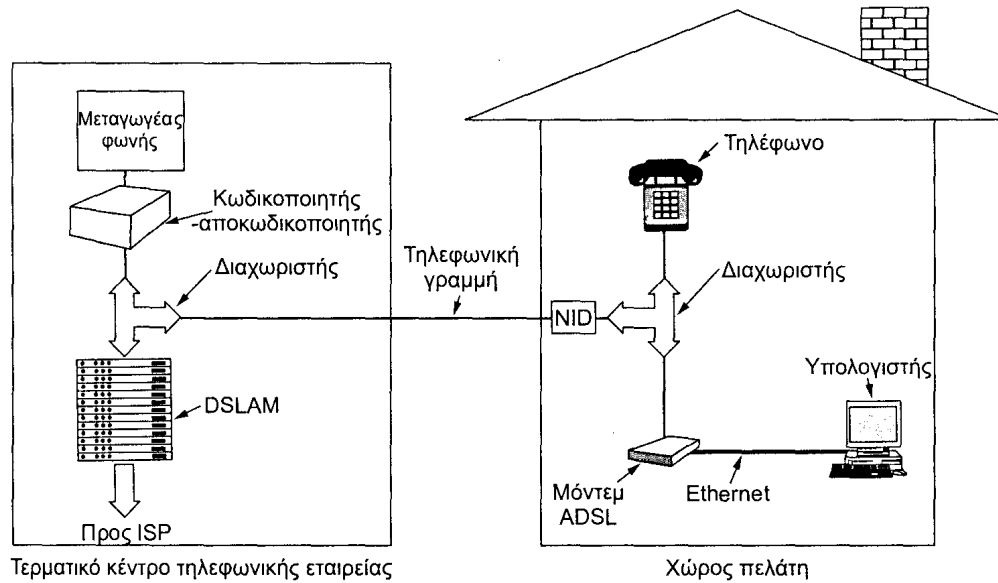 Μεταγωγέας
φωνής
Κωδικοποιητής
-αποκωδικοποιητής
Διαχωριστής
DSLAM
Προς ISP
Τερματικό κέντρο τηλεφωνικής εταιρείας
Τηλεφωνική
γραμμή
NID
Τηλέφωνο
Διαχωριστής
Υπολογιστής
Μόντεμ
ADSL
Ethernet
Χώρος πελάτη